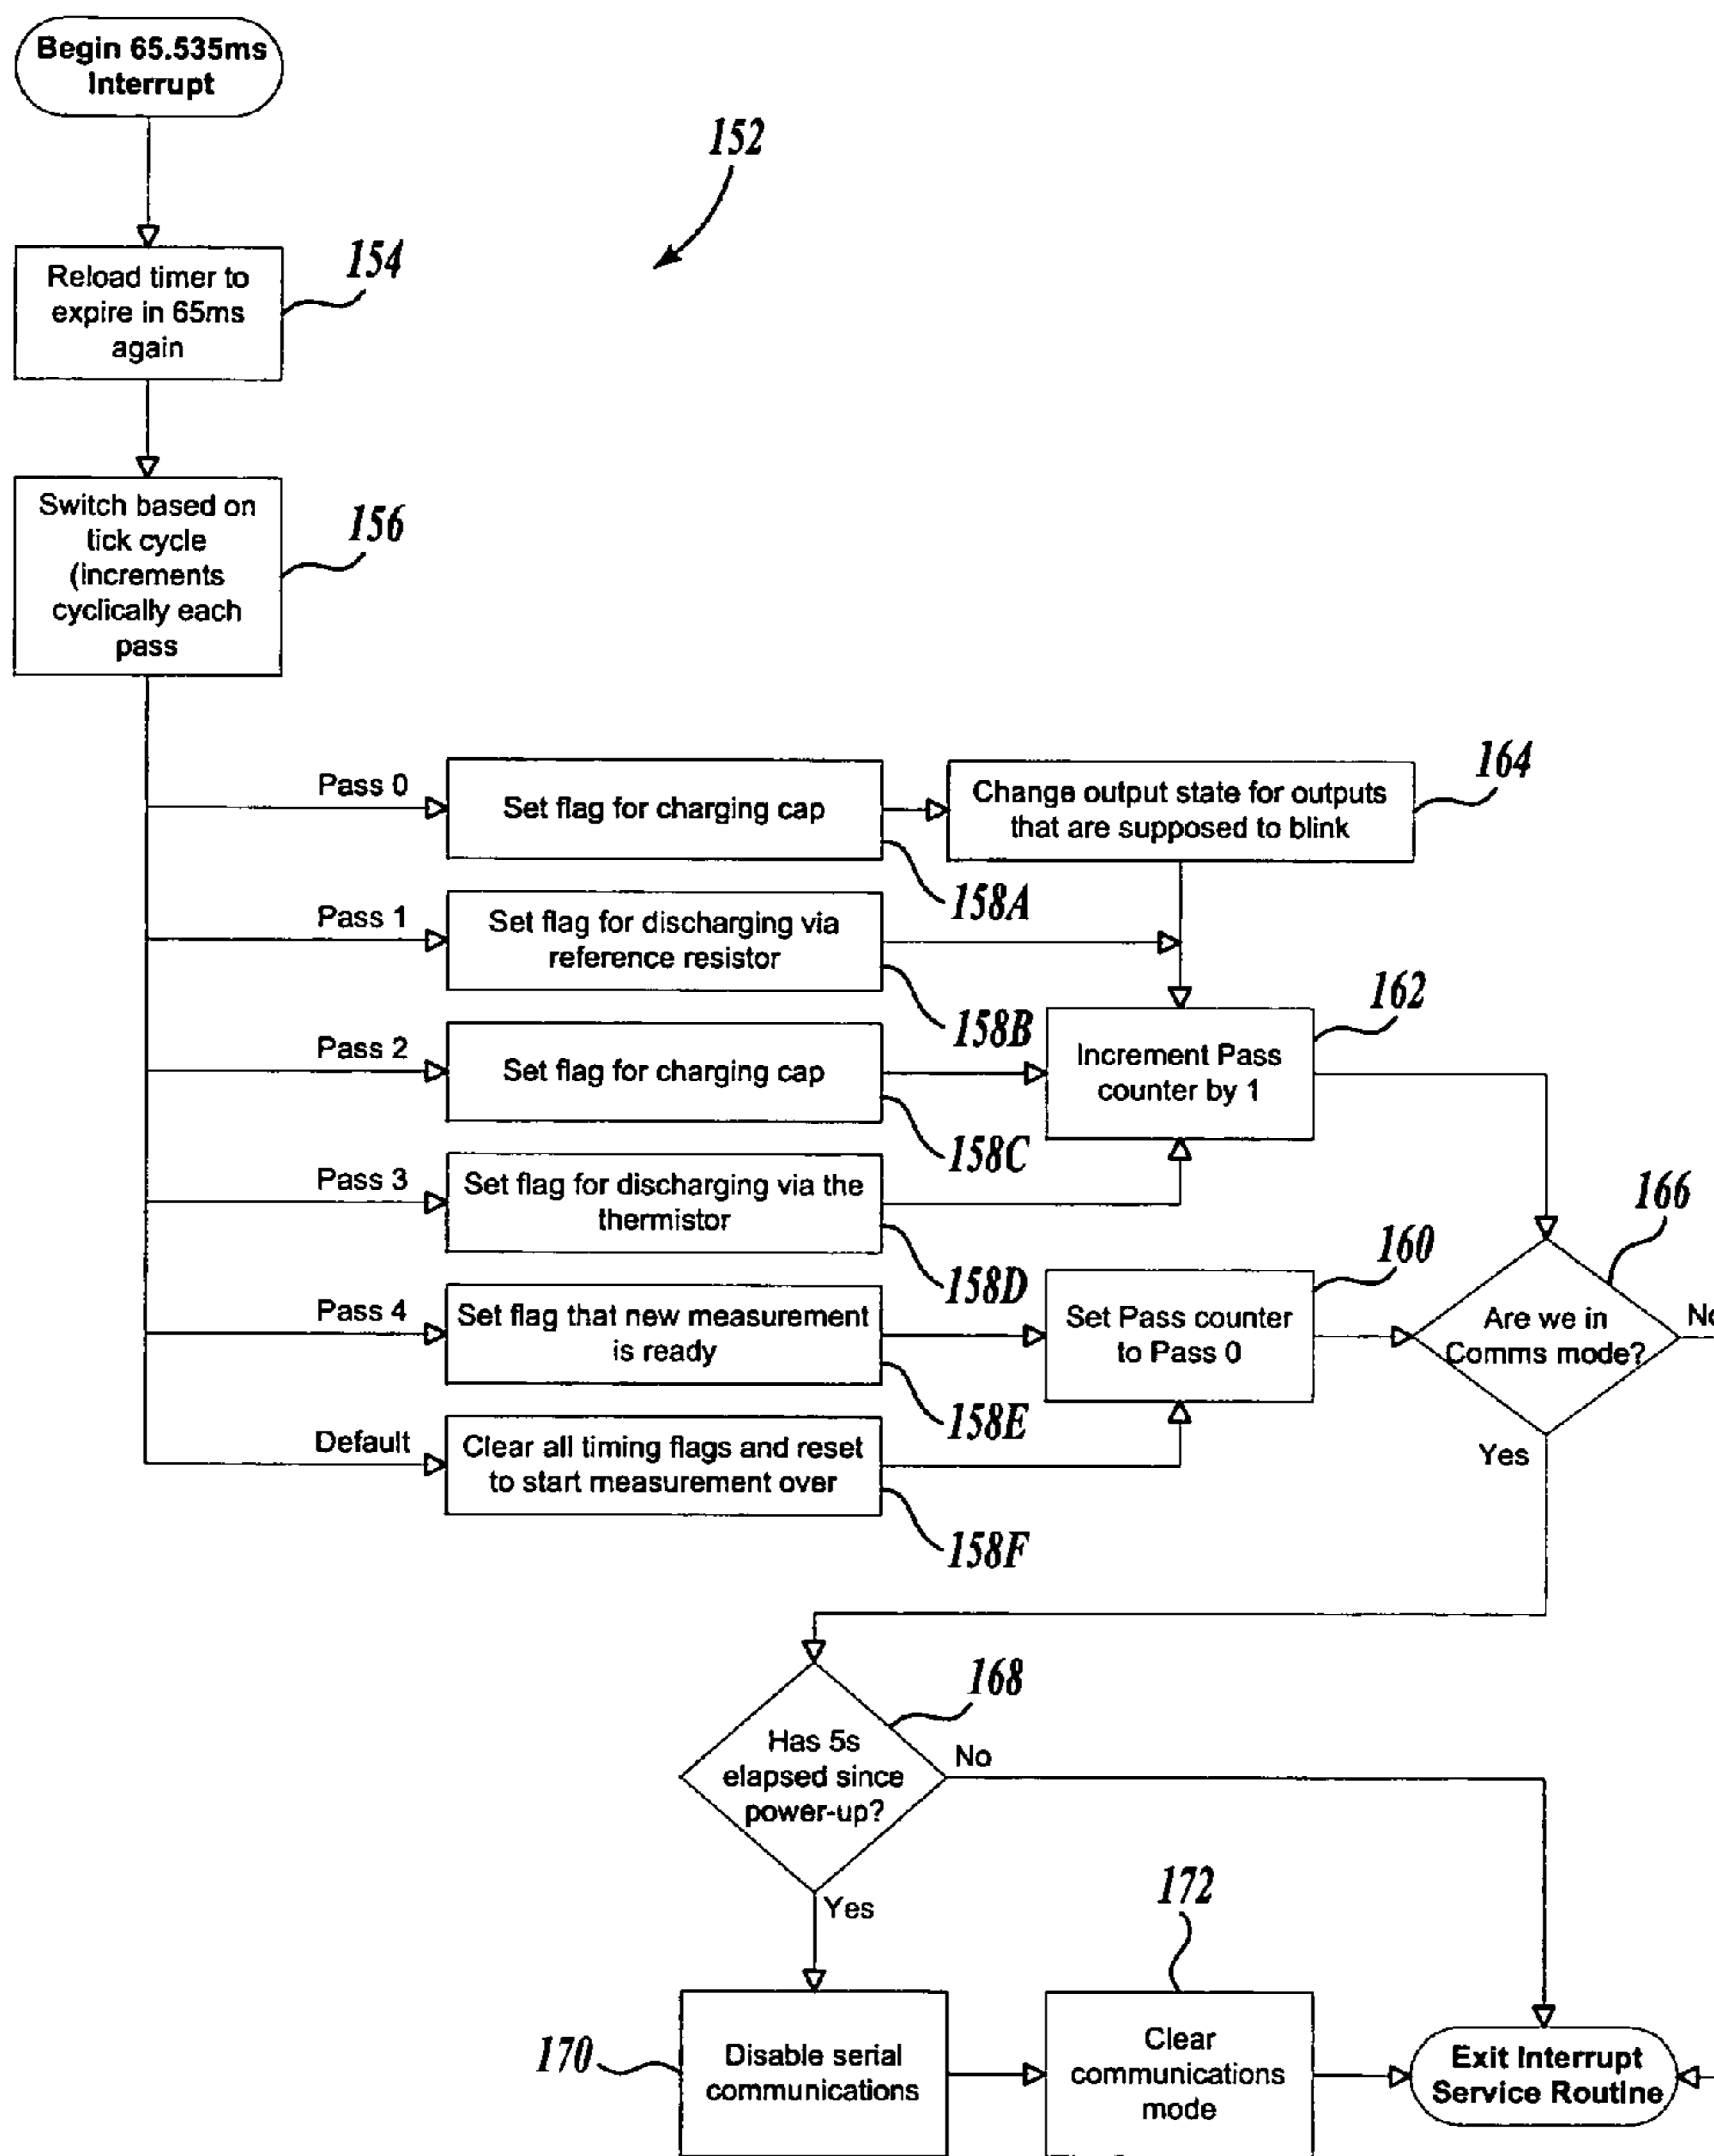 Begin 65.535ms
Interrupt
152
Reload timer to
expire in 65ms
again
154
Switch based on
tick cycle
(increments
cyclically each
pass
156
Pass 0
Set flag for charging cap
158A
Change output state for outputs
that are supposed to blink
164
Pass 1
Set flag for discharging via
reference resistor
158B
Pass 2
Set flag for charging cap
158C
Increment Pass
counter by 1
162
Pass 3
Set flag for discharging via the
thermistor
158D
Pass 4
Set flag that new measurement
is ready
158E
Set Pass counter
to Pass 0
160
Are we in
Comms mode?
166
No
Yes
Default
Clear all timing flags and reset
to start measurement over
158F
Has 5s
elapsed since
power-up?
168
No
Yes
170
Disable serial
communications
172
Clear
communications
mode
Exit Interrupt
Service Routine